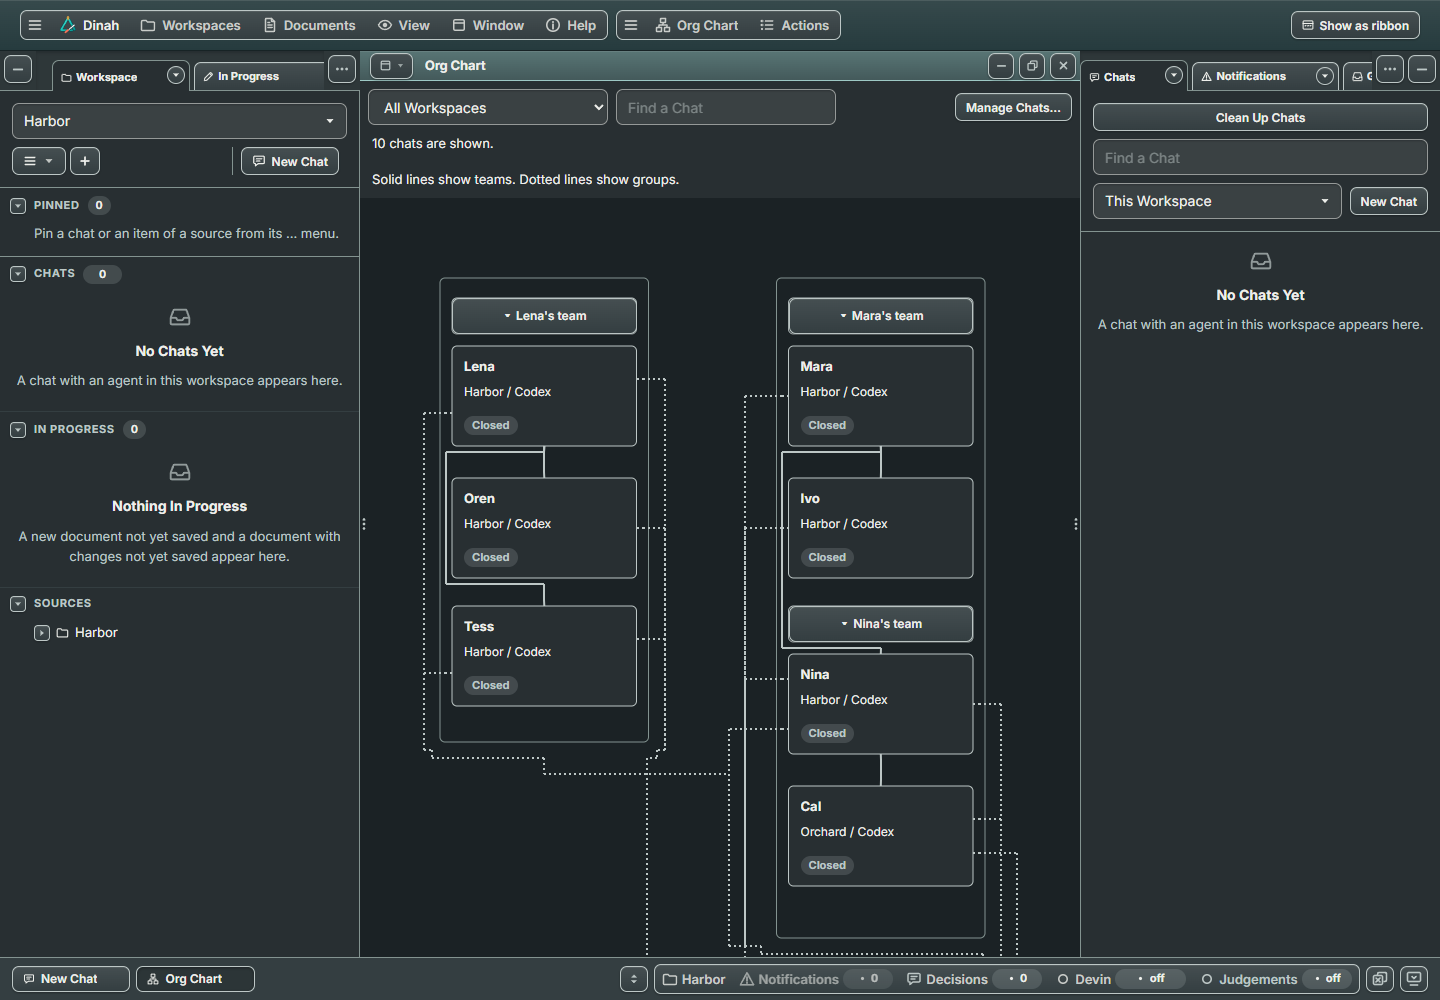 Dinah
Workspaces
Documents
View
Window
Help
Org Chart
Actions
Show as ribbon
Workspace
In Progress
Org Chart
Chats
Notifications
Harbor
New Chat
PINNED 0
Pin a chat or an item of a source from its ... menu.
CHATS 0
No Chats Yet
A chat with an agent in this workspace appears here.
IN PROGRESS 0
Nothing In Progress
A new document not yet saved and a document with
changes not yet saved appear here.
SOURCES
Harbor
All Workspaces
Find a Chat
Manage Chats...
10 chats are shown.
Solid lines show teams. Dotted lines show groups.
Lena's team
Lena
Harbor / Codex
Closed
Oren
Harbor / Codex
Closed
Tess
Harbor / Codex
Closed
Mara's team
Mara
Harbor / Codex
Closed
Ivo
Harbor / Codex
Closed
Nina's team
Nina
Harbor / Codex
Closed
Cal
Orchard / Codex
Closed
Clean Up Chats
Find a Chat
This Workspace
New Chat
No Chats Yet
A chat with an agent in this workspace appears here.
New Chat
Org Chart
Harbor
Notifications • 0
Decisions • 0
Devin • off
Judgements • off